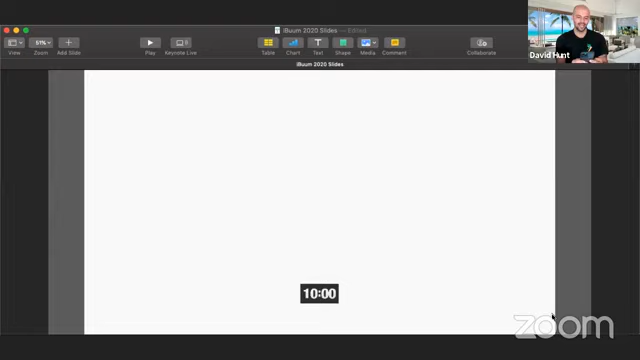 iBuum 2020 Slides — Edited
51%
View
Zoom
Add Slide
Play
Keynote Live
Table
Chart
Text
Shape
Media
Comment
Collaborate
iBuum 2020 Slides
David Hunt
10:00
zoom